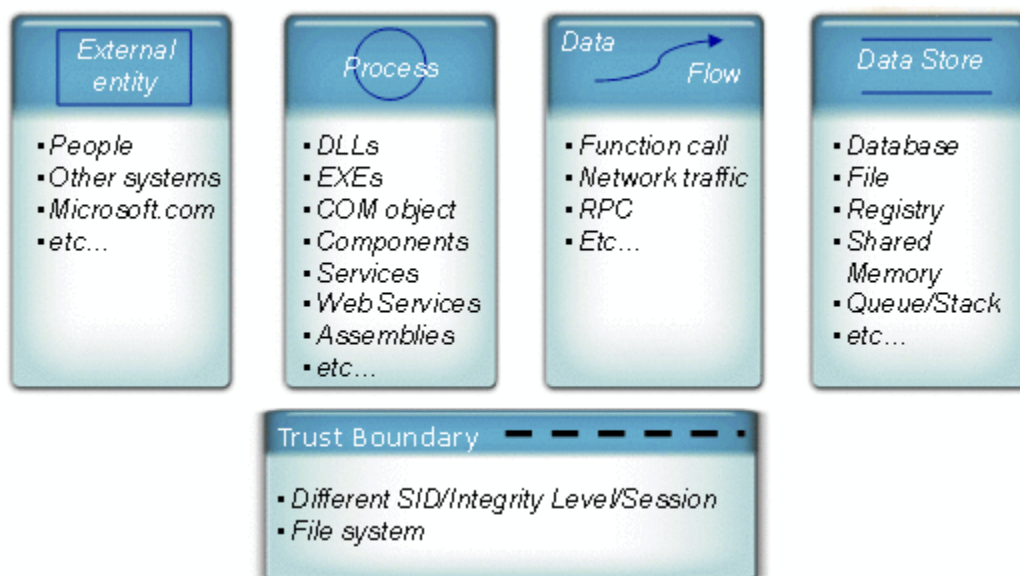 External
entity
▪ People
▪ Other systems
▪ Microsoft.com
▪ etc...
Process
▪ DLLs
▪ EXEs
▪ COM object
▪ Components
▪ Services
▪ Web Services
▪ Assemblies
▪ etc...
Data
Flow
▪ Function call
▪ Network traffic
▪ RPC
▪ Etc...
Data Store
▪ Database
▪ File
▪ Registry
▪ Shared
Memory
▪ Queue/Stack
▪ etc...
Trust Boundary
▪ Different SID/Integrity Level/Session
▪ File system